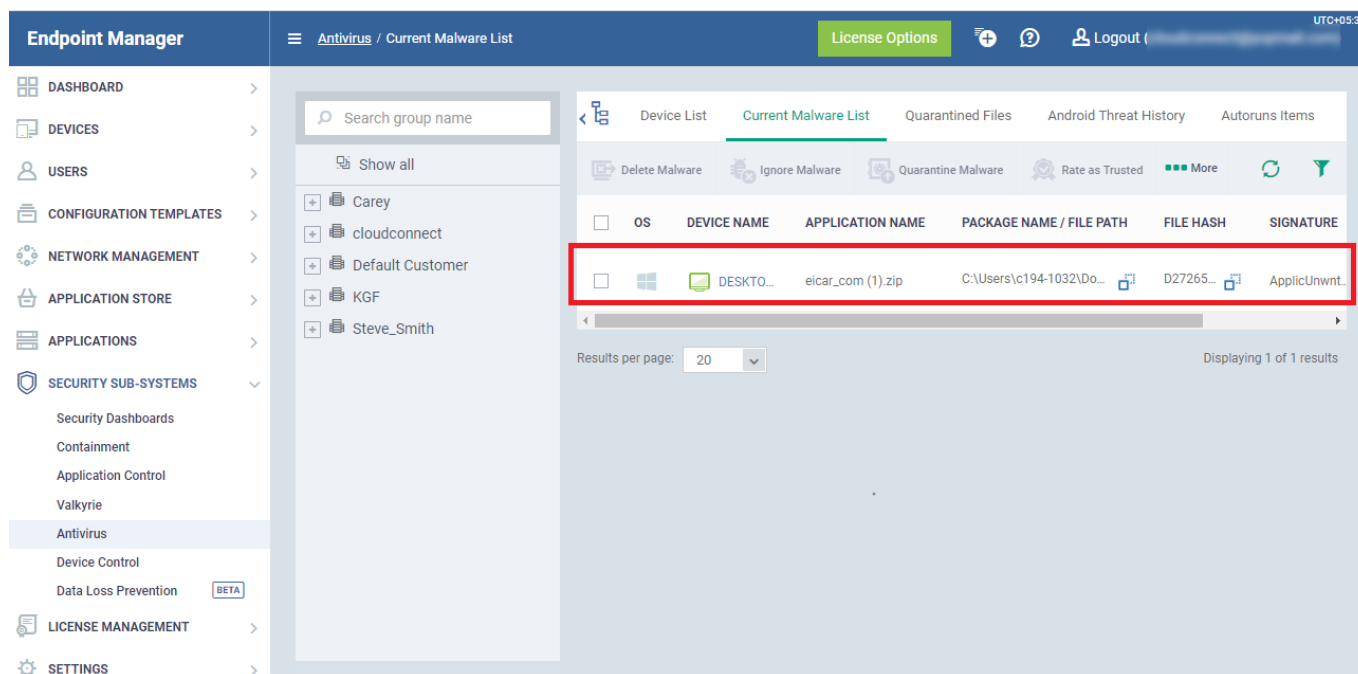 UTC+05:3
Endpoint Manager
Antivirus / Current Malware List
License Options
Logout (
DASHBOARD
DEVICES
USERS
CONFIGURATION TEMPLATES
NETWORK MANAGEMENT
APPLICATION STORE
APPLICATIONS
SECURITY SUB-SYSTEMS
Security Dashboards
Containment
Application Control
Valkyrie
Antivirus
Device Control
Data Loss Prevention BETA
LICENSE MANAGEMENT
SETTINGS
Search group name
Show all
Carey
cloudconnect
Default Customer
KGF
Steve_Smith
Device List Current Malware List Quarantined Files Android Threat History Autoruns Items
Delete Malware Ignore Malware Quarantine Malware Rate as Trusted More
OS DEVICE NAME APPLICATION NAME PACKAGE NAME / FILE PATH FILE HASH SIGNATURE
DESKTO... eicar_com (1).zip C:\Users\c194-1032\Do... D27265... ApplicUnwnt..
Results per page: 20 Displaying 1 of 1 results